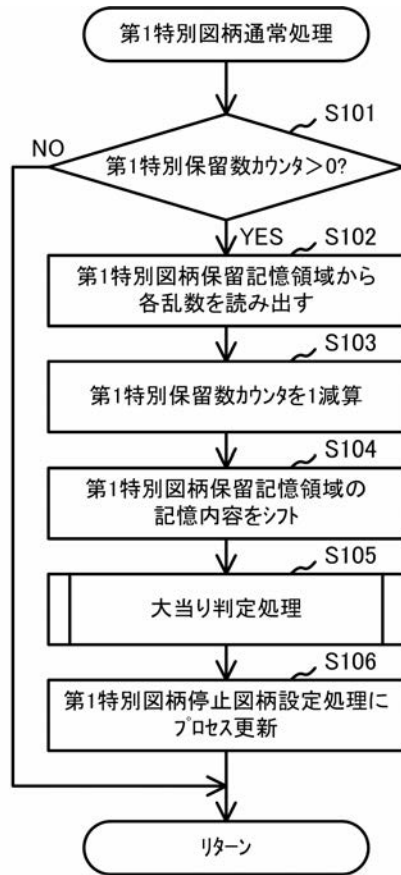 第1特別図柄通常処理
S101
NO
第1特別保留数カウンタ>0?
YES
S102
第1特別図柄保留記憶領域から
各乱数を読み出す
S103
第1特別保留数カウンタを1減算
S104
第1特別図柄保留記憶領域の
記憶内容をシフト
S105
大当り判定処理
S106
第1特別図柄停止図柄設定処理に
プロセス更新
リターン